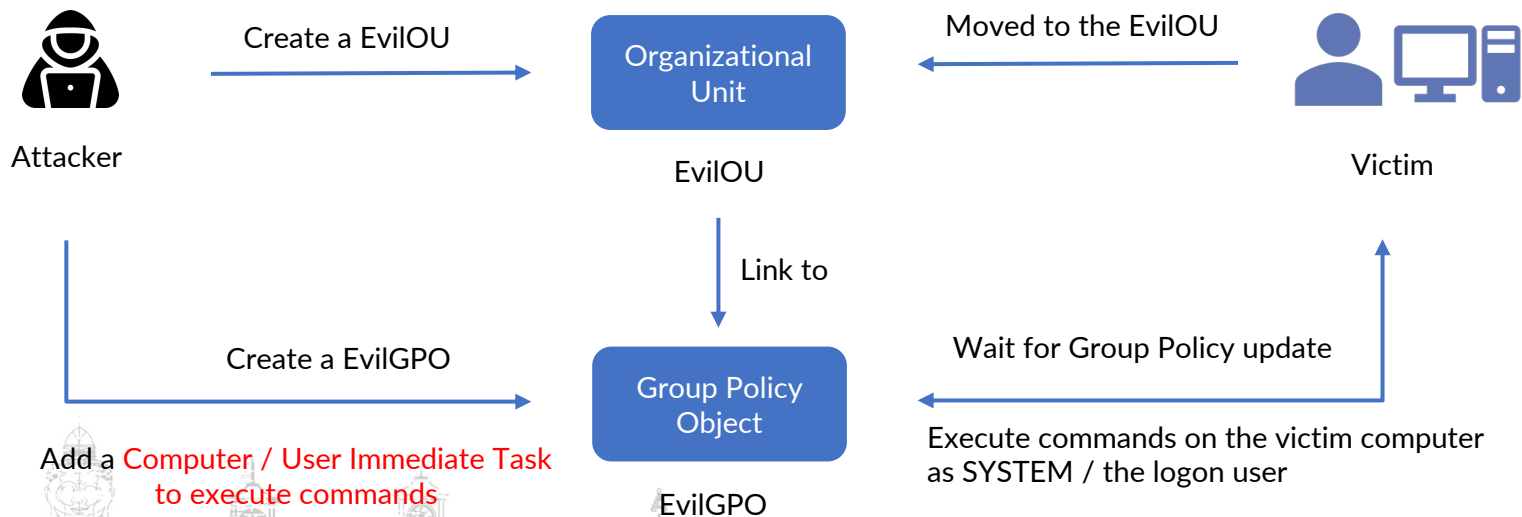 Create a EvilOU
Organizational
Unit
Moved to the EvilOU
Attacker
EvilOU
Victim
Link to
Create a EvilGPO
Group Policy
Object
Wait for Group Policy update
Add a Computer / User Immediate Task
to execute commands
Execute commands on the victim computer
as SYSTEM / the logon user
EvilGPO